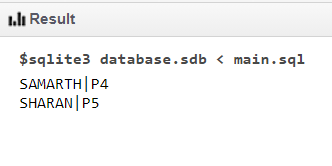 Result
$sqlite3 database.sdb < main.sql
SAMARTH|P4
SHARAN|P5